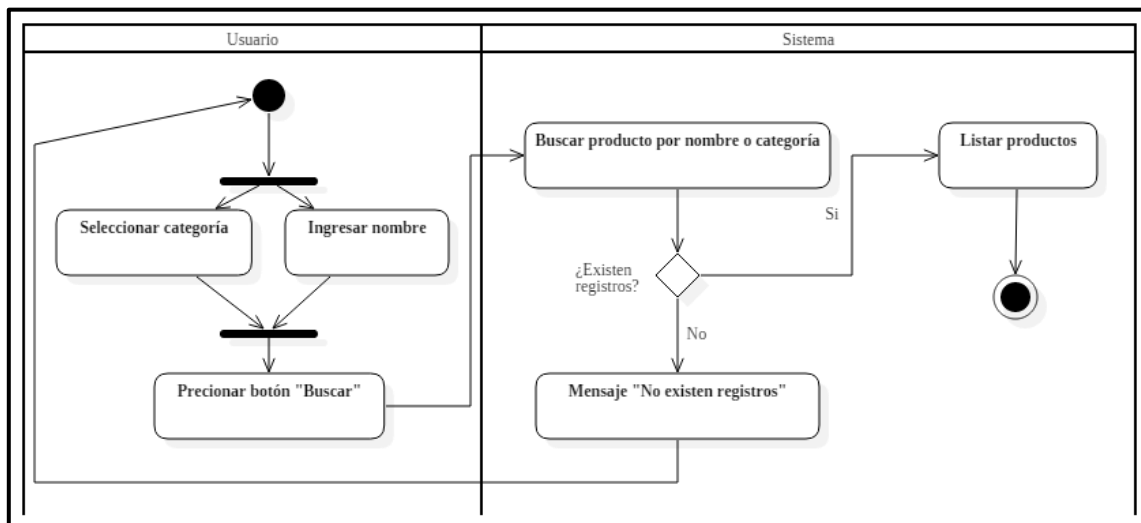 Usuario
Sistema
Seleccionar categoría
Ingresar nombre
Precionar botón "Buscar"
Buscar producto por nombre o categoría
¿Existen
registros?
Si
No
Listar productos
Mensaje "No existen registros"